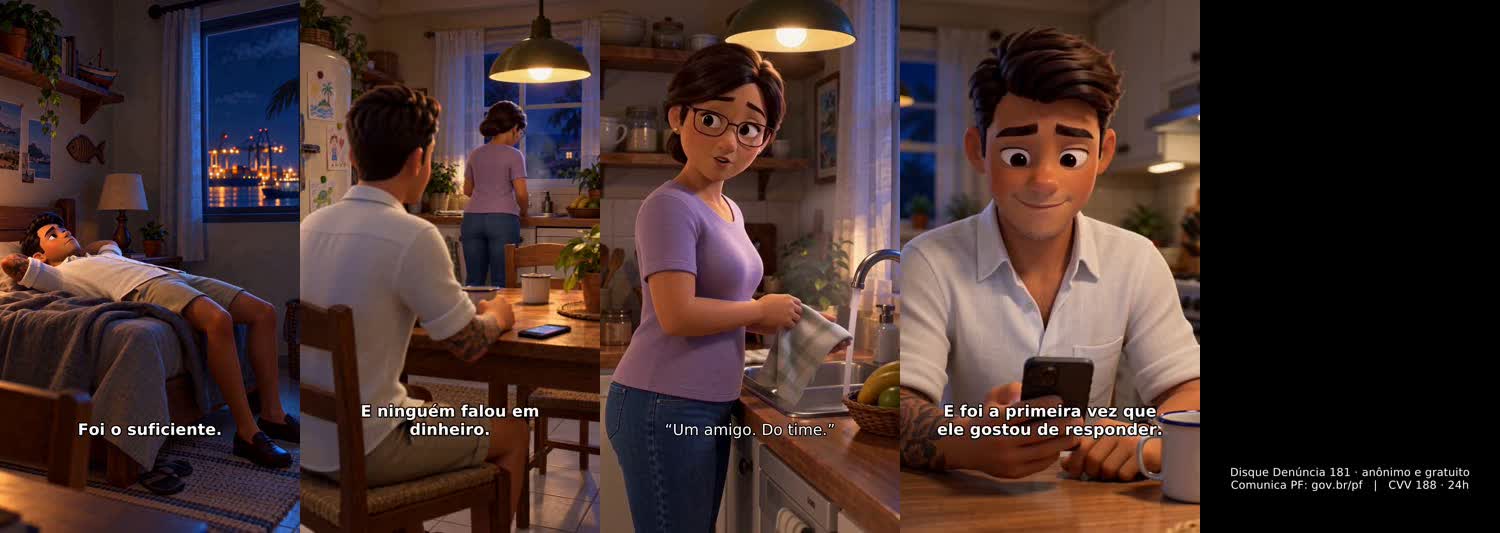 Foi o suficiente.
E ninguém falou em
dinheiro.
“Um amigo. Do time.”
E foi a primeira vez que
ele gostou de responder.
Disque Denúncia 181 · anônimo e gratuito
Comunica PF: gov.br/pf | CVV 188 · 24h